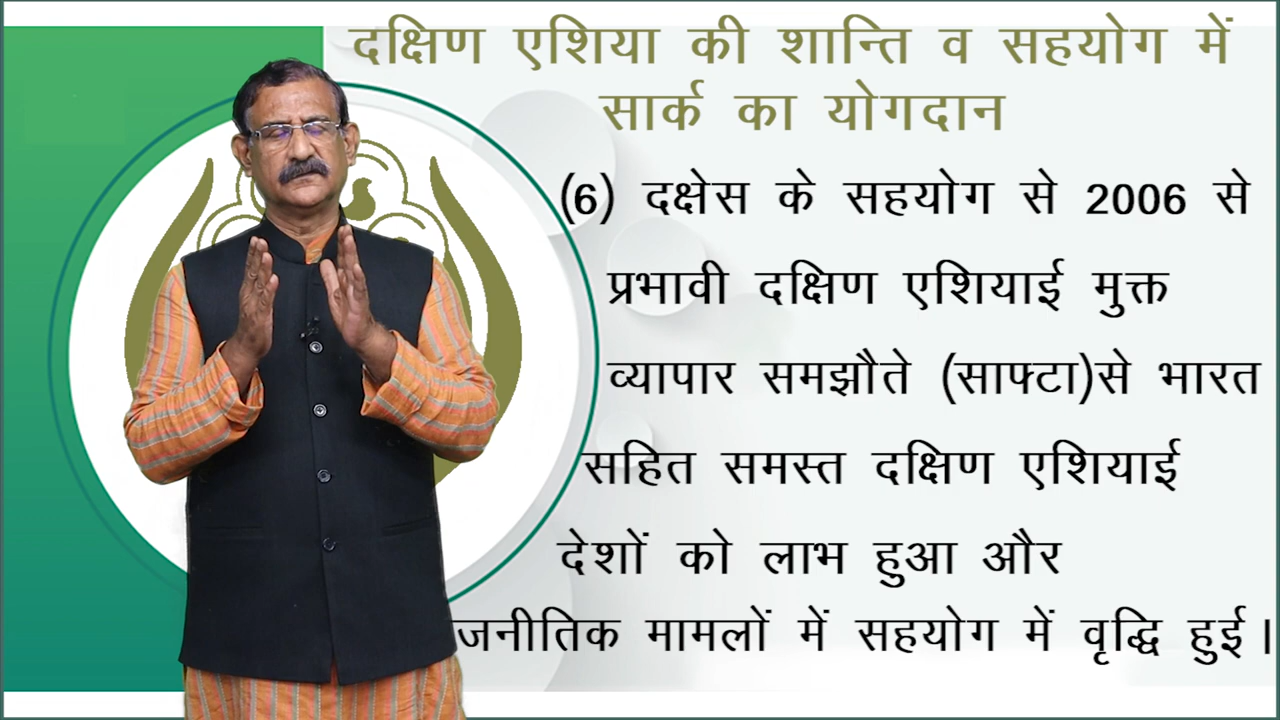 दक्षिण एशिया की शान्ति व सहयोग में
सार्क का योगदान
(6) दक्षेस के सहयोग से 2006 से
प्रभावी दक्षिण एशियाई मुक्त
व्यापार समझौते (साफ्टा)से भारत
सहित समस्त दक्षिण एशियाई
देशों को लाभ हुआ और
जनीतिक मामलों में सहयोग में वृद्धि हुई।